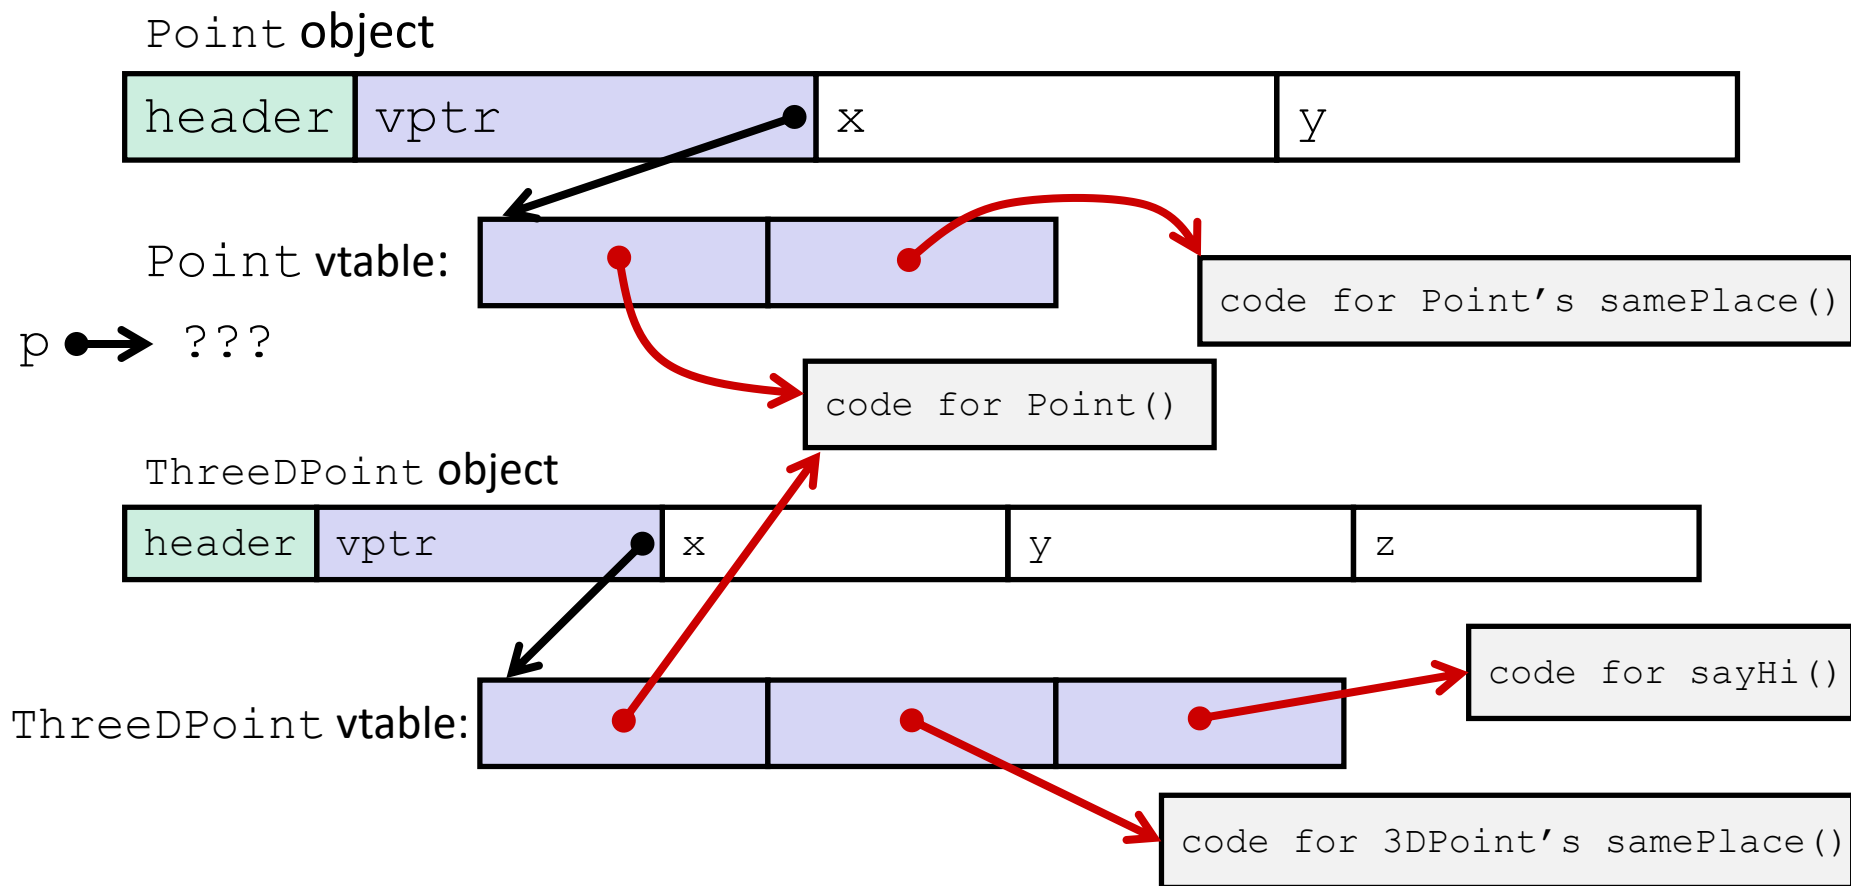 Point object
header vptr x y
Point vtable:
code for Point's samePlace()
p ???
code for Point()
ThreeDPoint object
header vptr x y z
code for sayHi()
ThreeDPoint vtable:
code for 3DPoint's samePlace()